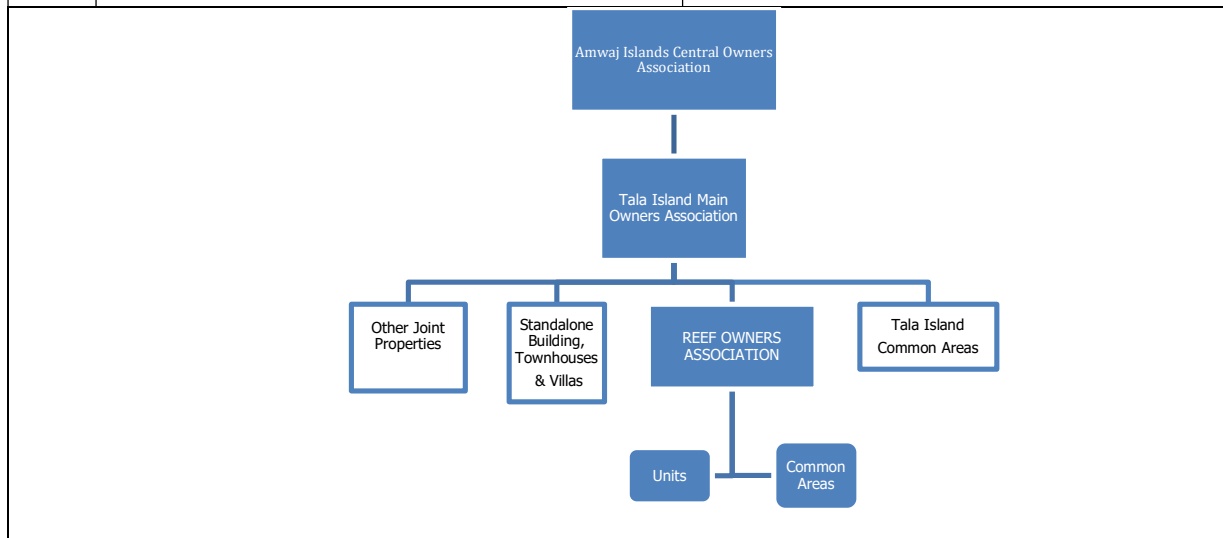 Amwaj Islands Central Owners
Association
Tala Island Main
Owners Association
Other Joint
Properties
Standalone
Building,
Townhouses
& Villas
REEF OWNERS
ASSOCIATION
Tala Island
Common Areas
Units
Common
Areas